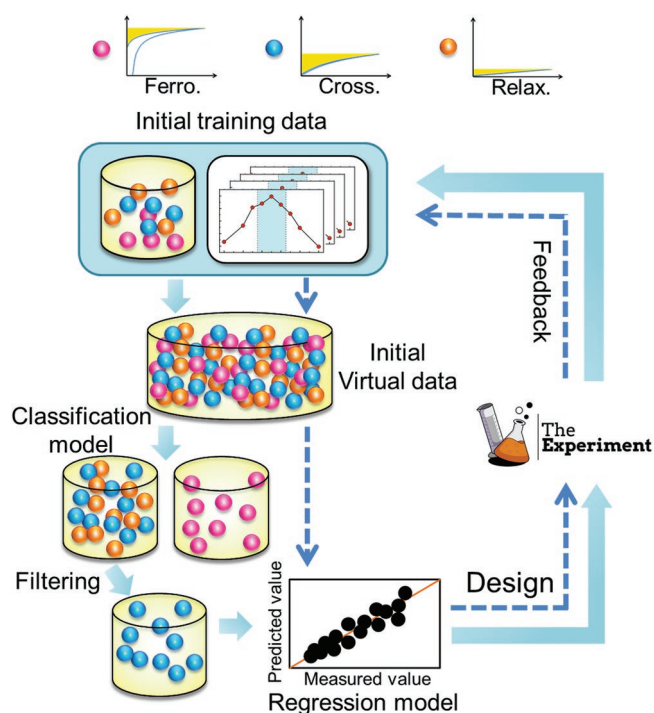 Ferro.
Cross.
Relax.
Initial training data
Initial
Virtual data
Classification
model
Filtering
Predicted value
Measured value
Regression model
Design
The
Experiment
Feedback